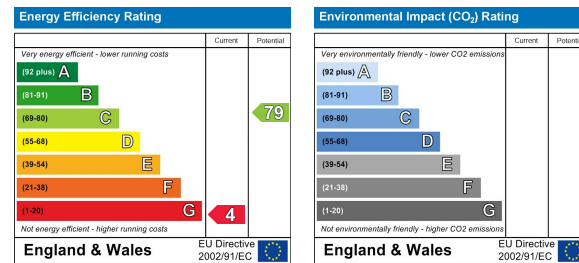 Energy Efficiency Rating
Current Potential
Very energy efficient - lower running costs
(92 plus) A
(81-91) B
(69-80) C
79
(55-68) D
(39-54) E
(21-38) F
(1-20) G
4
Not energy efficient - higher running costs
England & Wales
EU Directive
2002/91/EC
Environmental Impact (CO₂) Rating
Current Potential
Very environmentally friendly - lower CO2 emissions
(92 plus) A
(81-91) B
(69-80) C
(55-68) D
(39-54) E
(21-38) F
(1-20) G
Not environmentally friendly - higher CO2 emissions
England & Wales
EU Directive
2002/91/EC